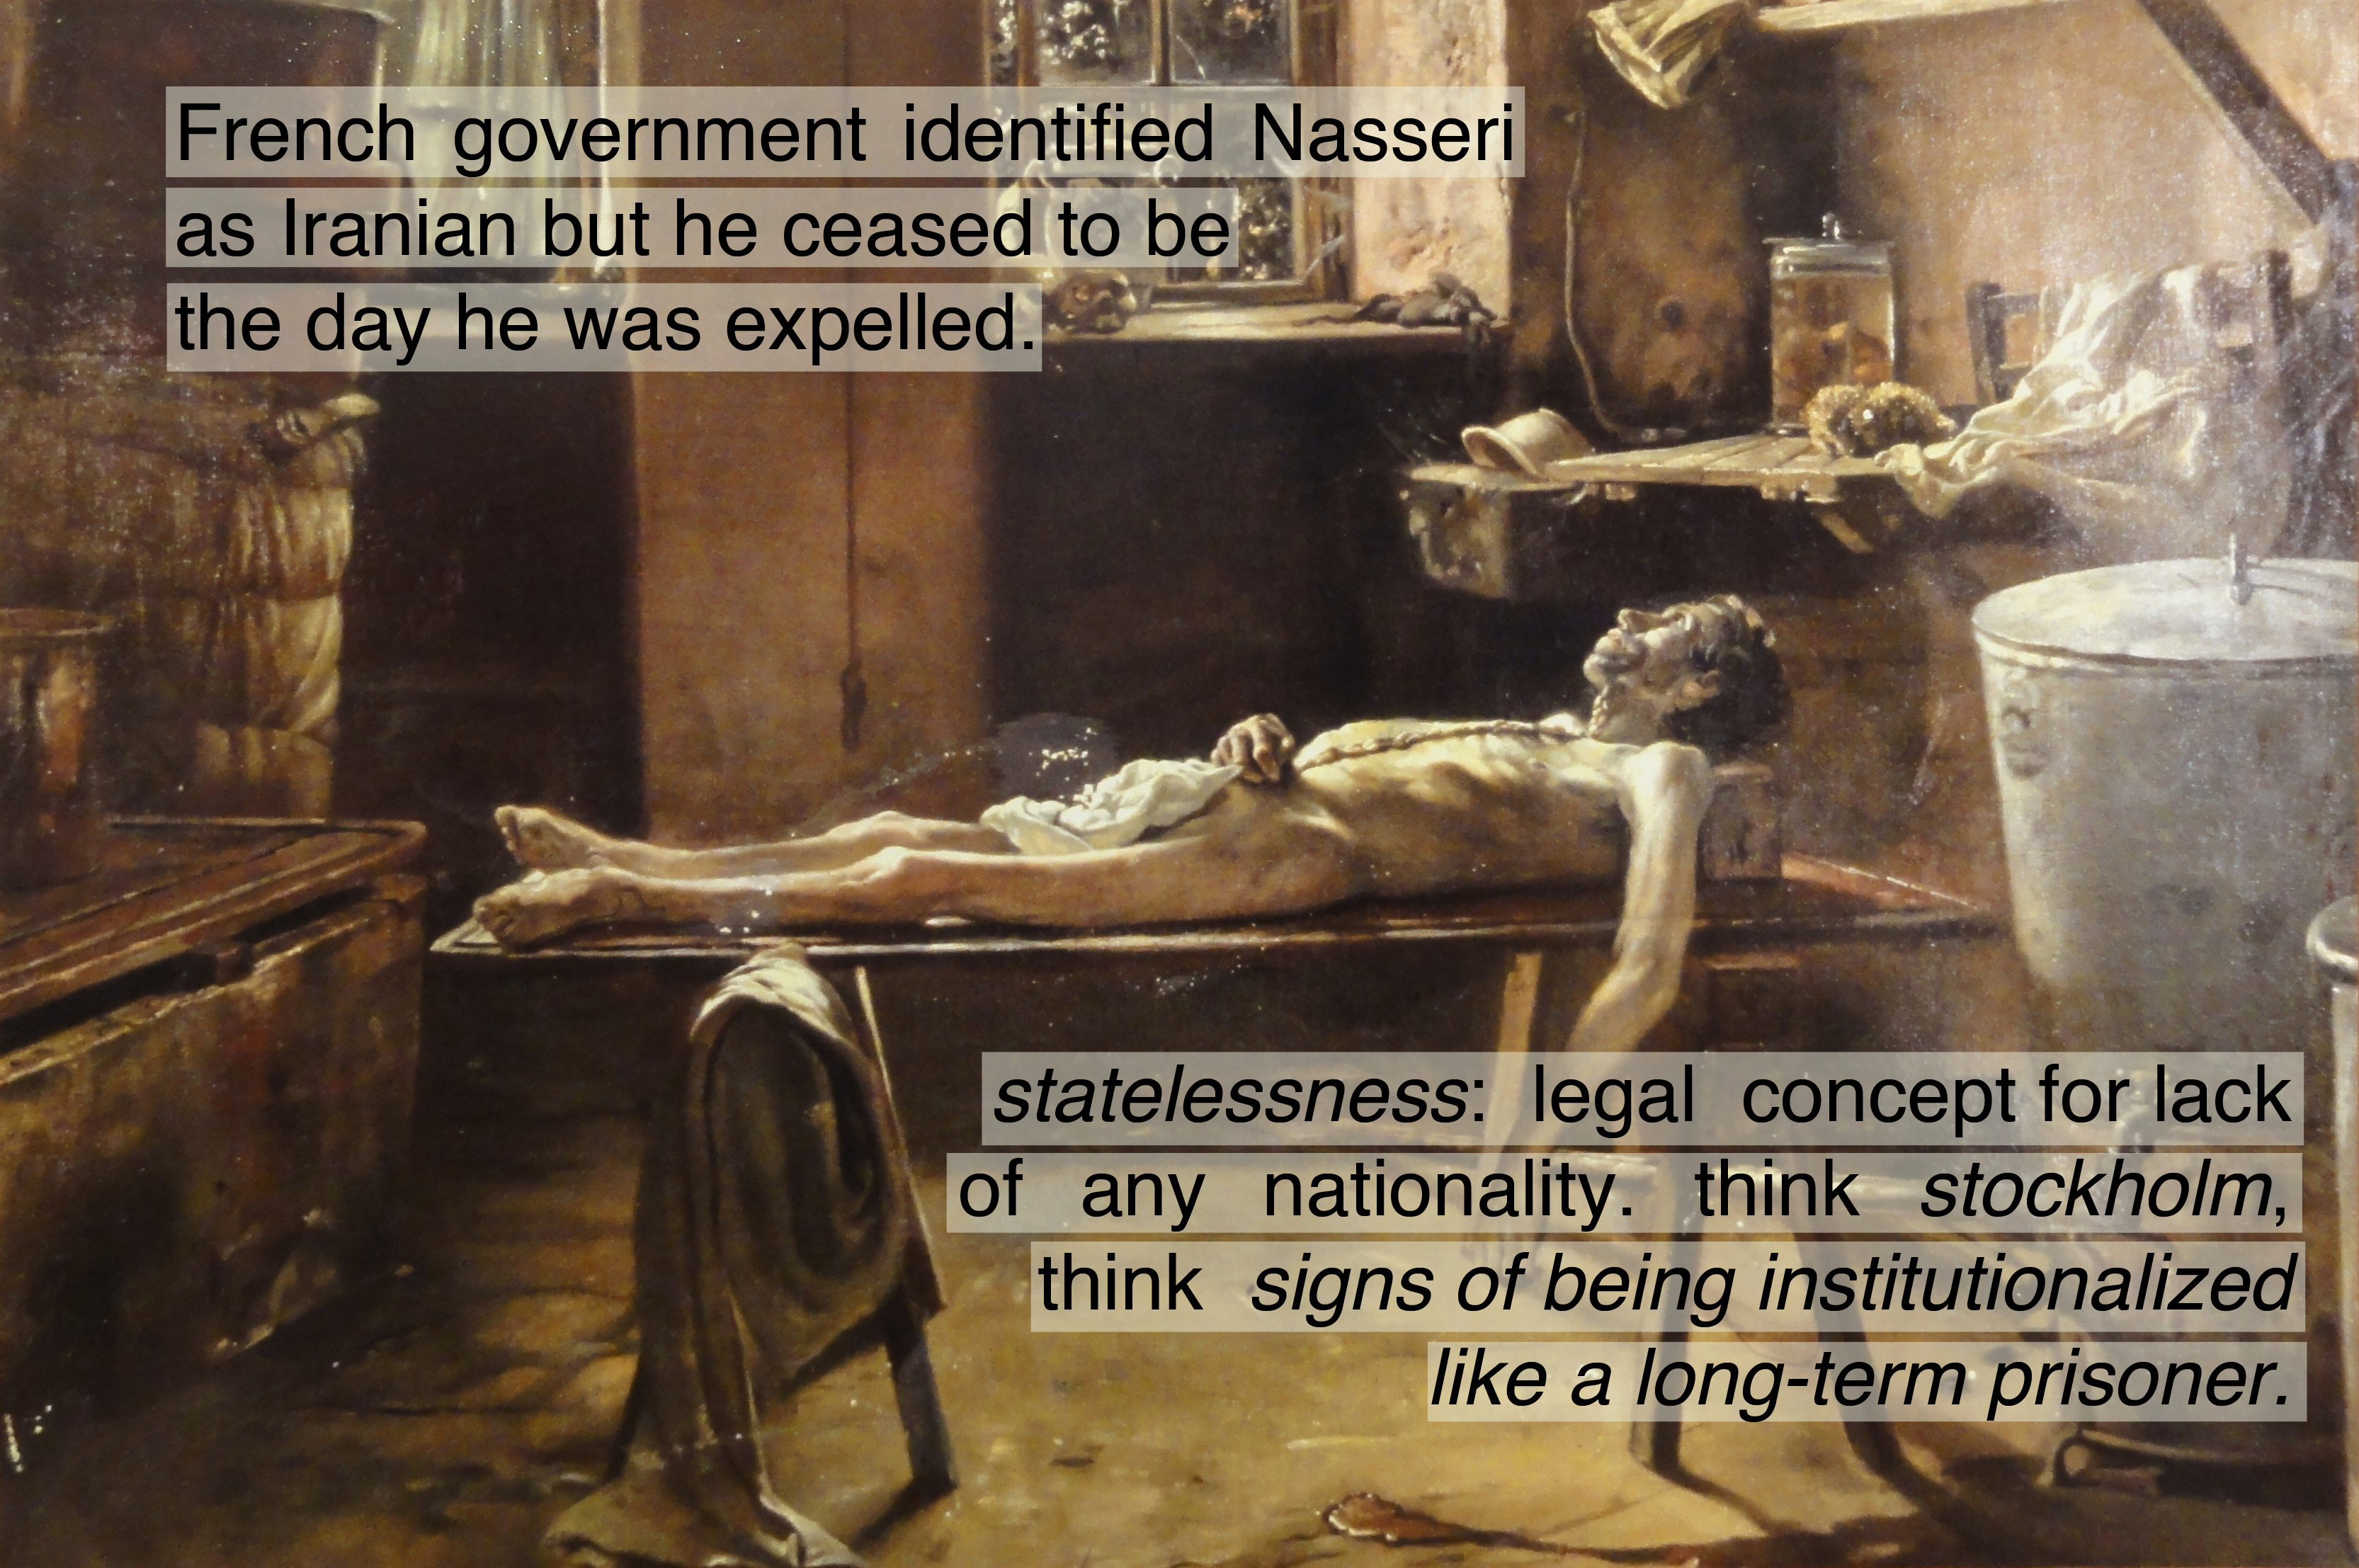 French government identified Nasseri
as Iranian but he ceased to be
the day he was expelled.
statelessness: legal concept for lack
of any nationality. think stockholm,
think signs of being institutionalized
like a long-term prisoner.